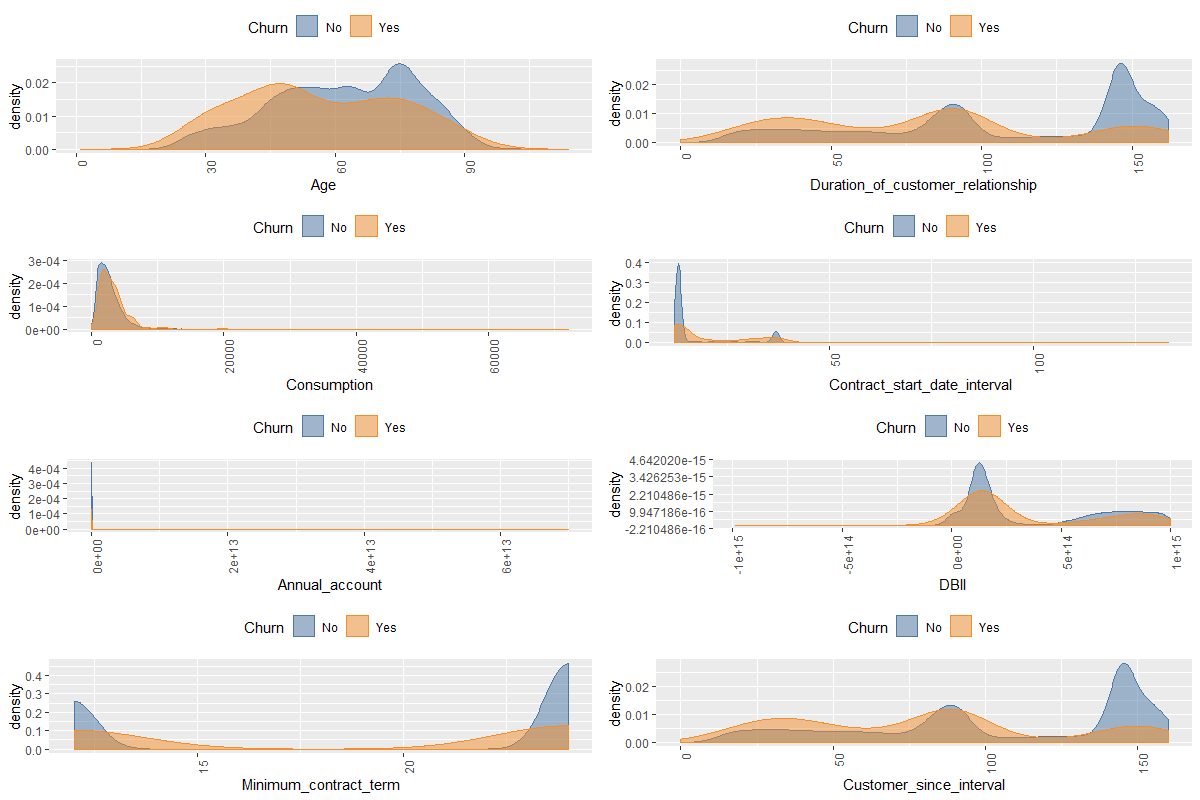 Churn No Yes
density
0.02
0.01
0.00
0 30 60 90
Age
Churn No Yes
density
0.02
0.01
0.00
0 50 100 150
Duration_of_customer_relationship
Churn No Yes
density
3e-04
2e-04
1e-04
0e+00
0 20000 40000 60000
Consumption
Churn No Yes
density
0.4
0.3
0.2
0.1
0.0
50 100
Contract_start_date_interval
Churn No Yes
density
4e-04
3e-04
2e-04
1e-04
0e+00
0e+00 2e+13 4e+13 6e+13
Annual_account
Churn No Yes
density
4.642020e-15
3.426253e-15
2.210486e-15
9.947186e-16
-2.210486e-16
-1e+15 -5e+14 0e+00 5e+14 1e+15
DBII
Churn No Yes
density
0.4
0.3
0.2
0.1
0.0
15 20
Minimum_contract_term
Churn No Yes
density
0.02
0.01
0.00
0 50 100 150
Customer_since_interval